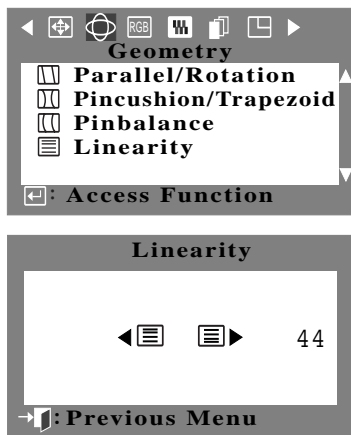 RGB
Geometry
Parallel/Rotation
Pincushion/Trapezoid
Pinbalance
Linearity
: Access Function
Linearity
44
:Previous Menu